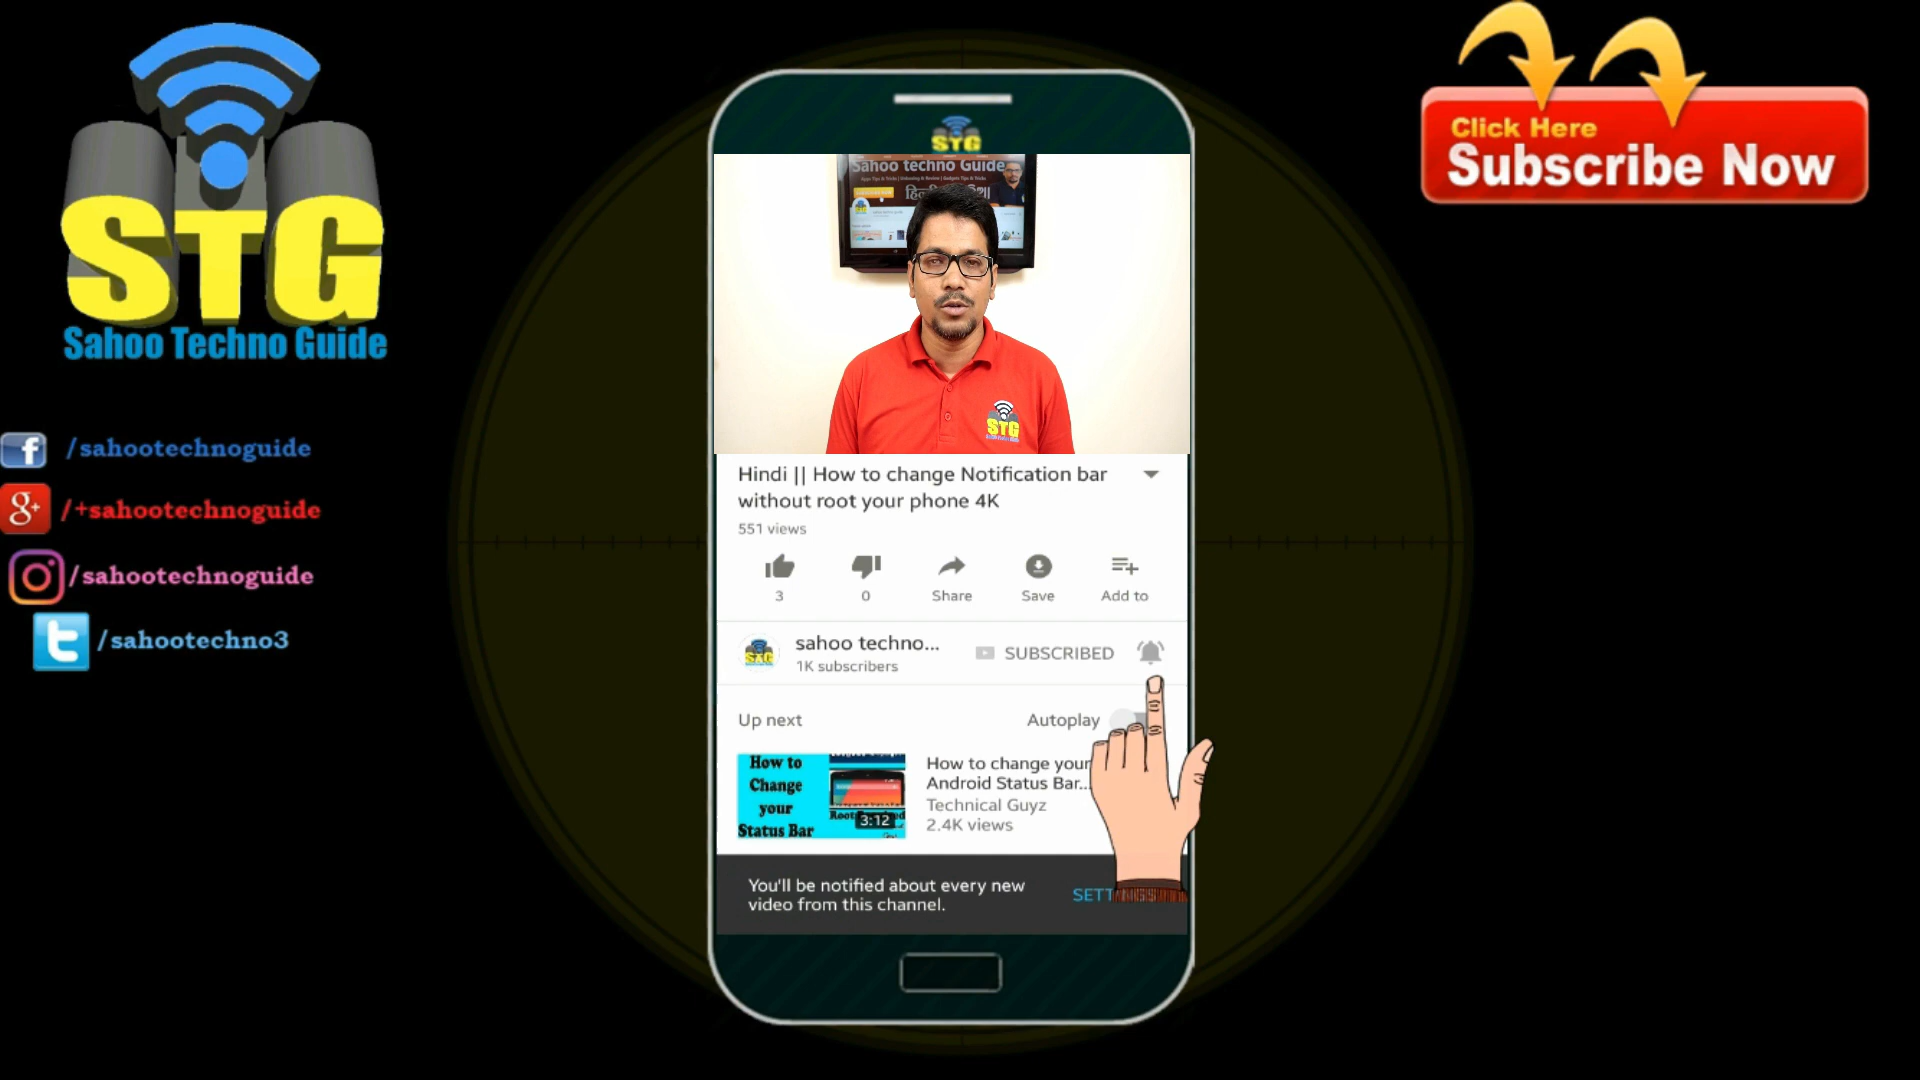 STG
Sahoo Techno Guide
/sahootechnoguide
/+sahootechnoguide
/sahootechnoguide
/sahootechno3
Click Here
Subscribe Now
STG
Sahoo techno Guide
STG
Hindi || How to change Notification bar
without root your phone 4K
551 views
3
0
Share
Save
Add to
STG
sahoo techno...
1K subscribers
SUBSCRIBED
Up next
Autoplay
How to
Change
your
Status Bar
3:12
How to change your
Android Status Bar...
Technical Guyz
2.4K views
You'll be notified about every new
video from this channel.
SETTINGS